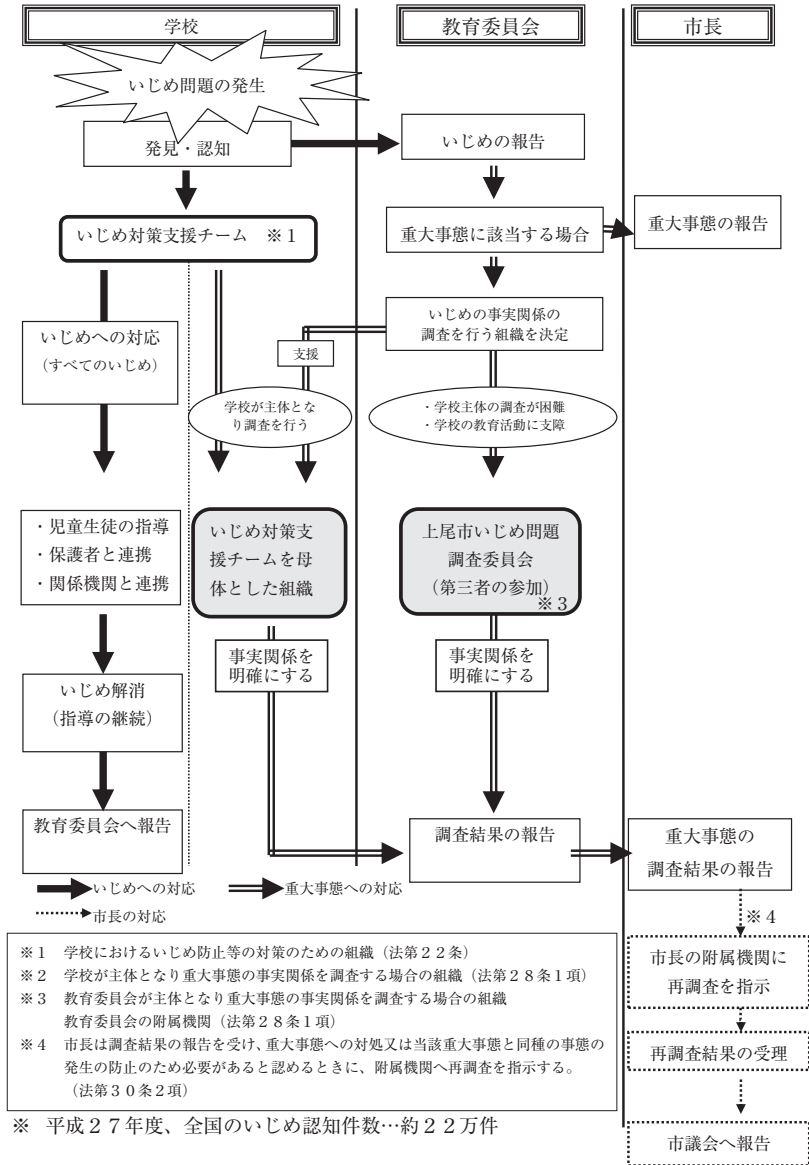 学校
教育委員会
市長
いじめ問題の発生
発見・認知
いじめの報告
いじめ対策支援チーム　※１
重大事態に該当する場合
重大事態の報告
いじめへの対応
（すべてのいじめ）
いじめの事実関係の
調査を行う組織を決定
支援
学校が主体とな
り調査を行う
・学校主体の調査が困難
・学校の教育活動に支障
・児童生徒の指導
・保護者と連携
・関係機関と連携
いじめ対策支
援チームを母
体とした組織
上尾市いじめ問題
調査委員会
（第三者の参加）
※３
事実関係を
明確にする
事実関係を
明確にする
いじめ解消
（指導の継続）
教育委員会へ報告
調査結果の報告
重大事態の
調査結果の報告
いじめへの対応
重大事態への対応
市長の対応
※４
市長の附属機関に
再調査を指示
再調査結果の受理
市議会へ報告
※１　学校におけるいじめ防止等の対策のための組織（法第２２条）
※２　学校が主体となり重大事態の事実関係を調査する場合の組織（法第２８条１項）
※３　教育委員会が主体となり重大事態の事実関係を調査する場合の組織
教育委員会の附属機関（法第２８条１項）
※４　市長は調査結果の報告を受け、重大事態への対処又は当該重大事態と同種の事態の
発生の防止のため必要があると認めるときに、附属機関へ再調査を指示する。
（法第３０条２項）
※　平成２７年度、全国のいじめ認知件数…約２２万件